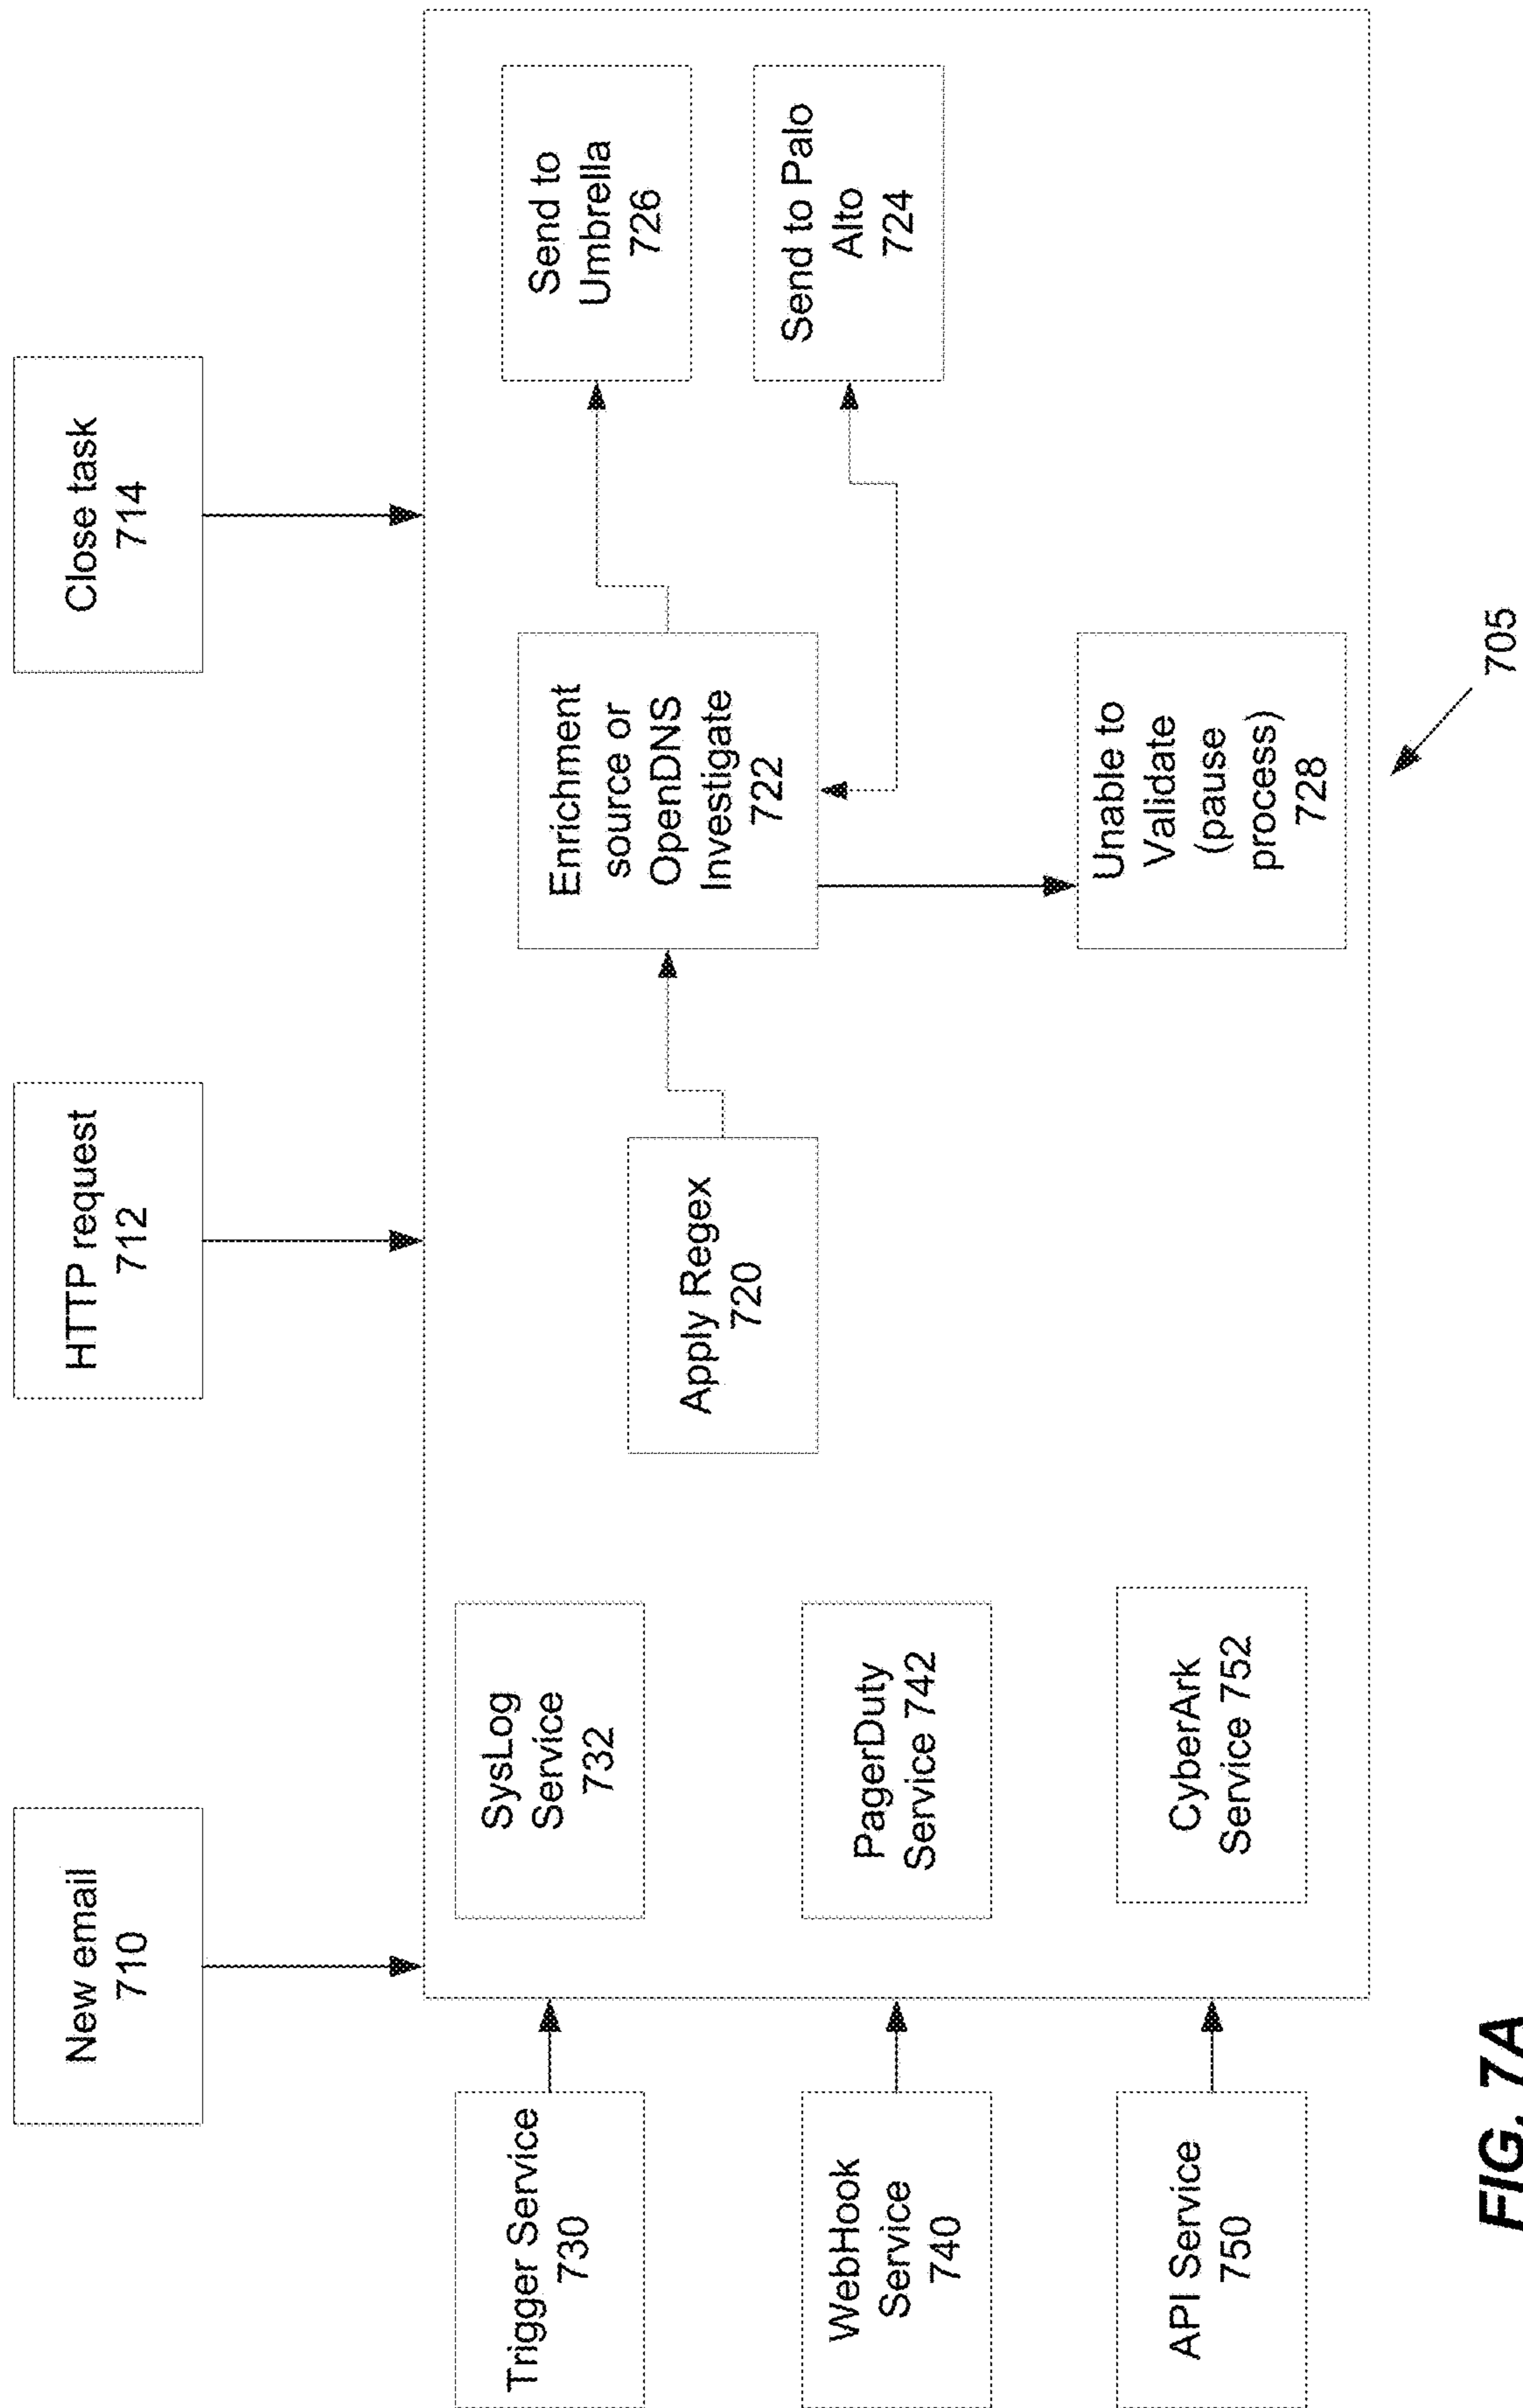 New email
710
HTTP request
712
Close task
714
Trigger Service
730
WebHook
Service
740
API Service
750
SysLog
Service
732
PagerDuty
Service 742
CyberArk
Service 752
Apply Regex
720
Enrichment
source or
OpenDNS
Investigate
722
Send to
Umbrella
726
Send to Palo
Alto
724
Unable to
Validate
(pause
process)
728
705
FIG. 7A